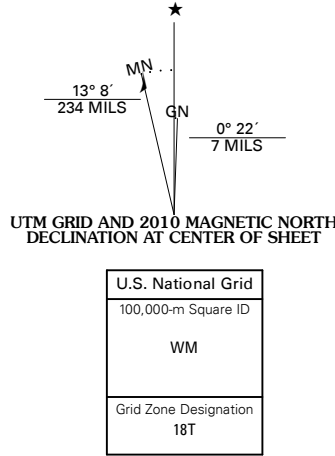 ★
MN
GN
13° 8´
234 MILS
0° 22´
7 MILS
UTM GRID AND 2010 MAGNETIC NORTH
DECLINATION AT CENTER OF SHEET
U.S. National Grid
100,000-m Square ID
WM
Grid Zone Designation
18T